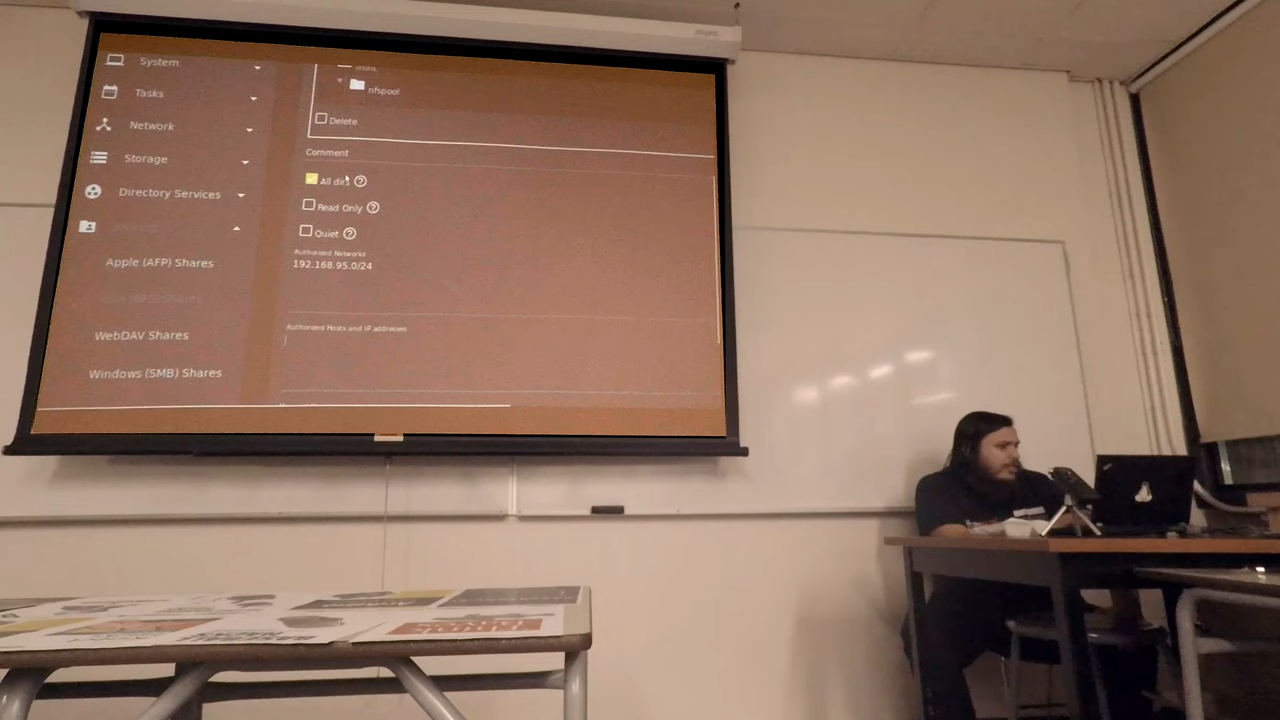 System
Tasks
Network
Storage
Directory Services
Apple (AFP) Shares
WebDAV Shares
Windows (SMB) Shares
nfspool
Delete
Comment
All dirs
Read Only
Quiet
Authorized Networks
192.168.95.0/24
Authorized Hosts and IP addresses